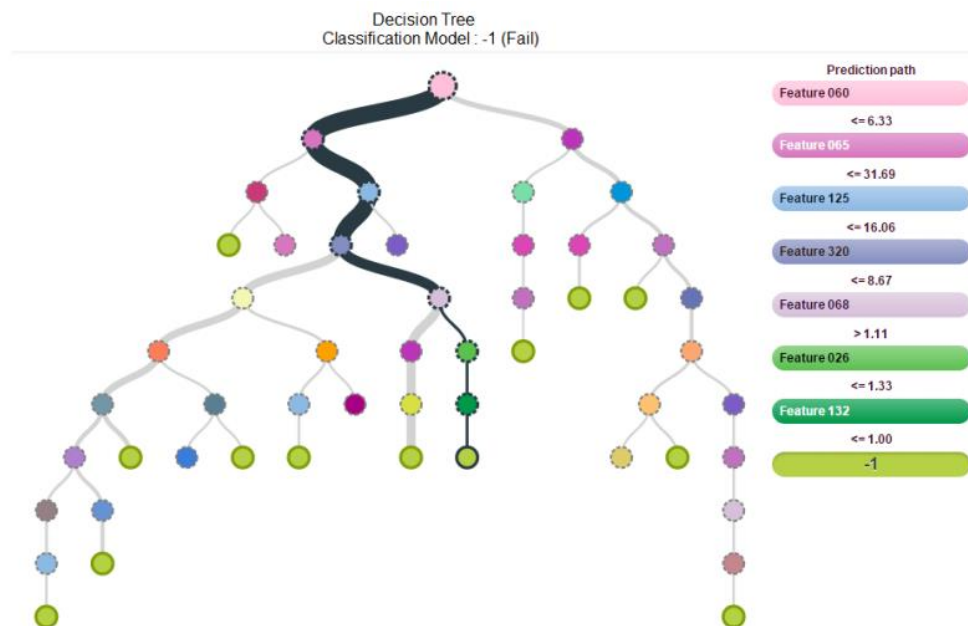 Decision Tree
Classification Model : -1 (Fail)
Prediction path
Feature 060
<= 6.33
Feature 065
<= 31.69
Feature 125
<= 16.06
Feature 320
<= 8.67
Feature 068
> 1.11
Feature 026
<= 1.33
Feature 132
<= 1.00
-1